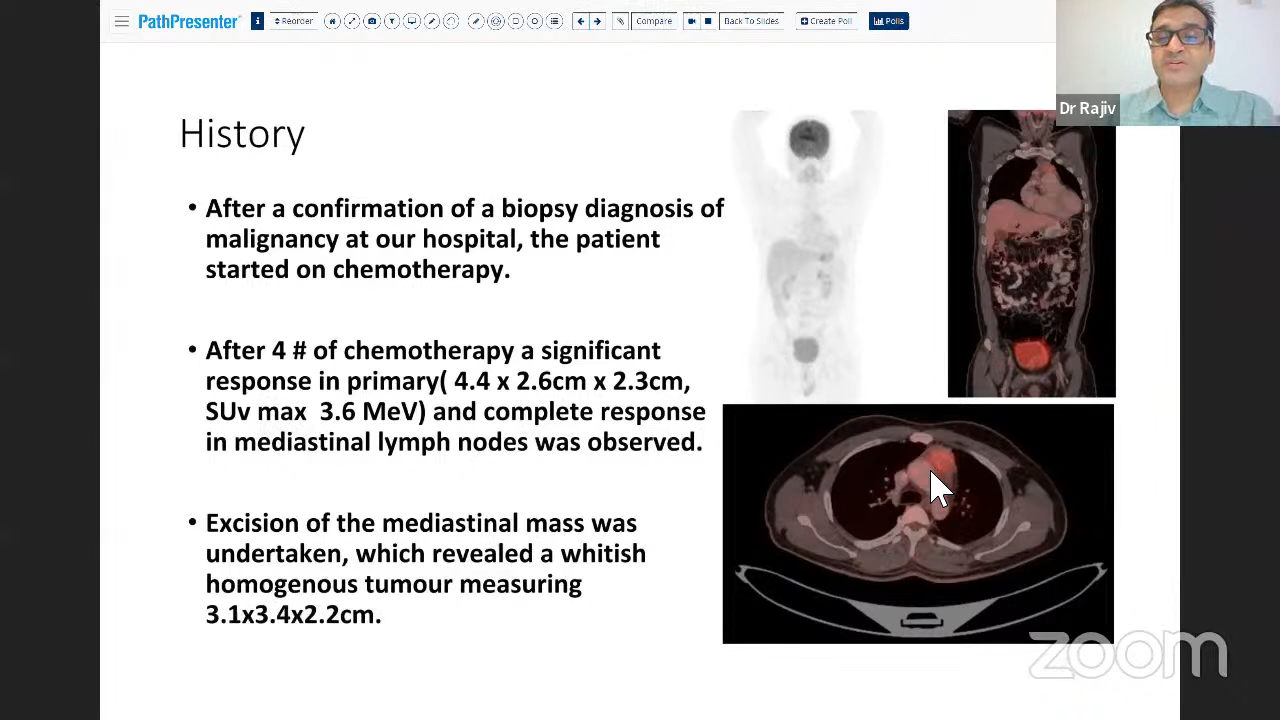 PathPresenter
Reorder
Compare
Back To Slides
Create Poll
Polls
Dr Rajiv
History
• After a confirmation of a biopsy diagnosis of
malignancy at our hospital, the patient
started on chemotherapy.
• After 4 # of chemotherapy a significant
response in primary( 4.4 x 2.6cm x 2.3cm,
SUv max 3.6 MeV) and complete response
in mediastinal lymph nodes was observed.
• Excision of the mediastinal mass was
undertaken, which revealed a whitish
homogenous tumour measuring
3.1x3.4x2.2cm.
zoom